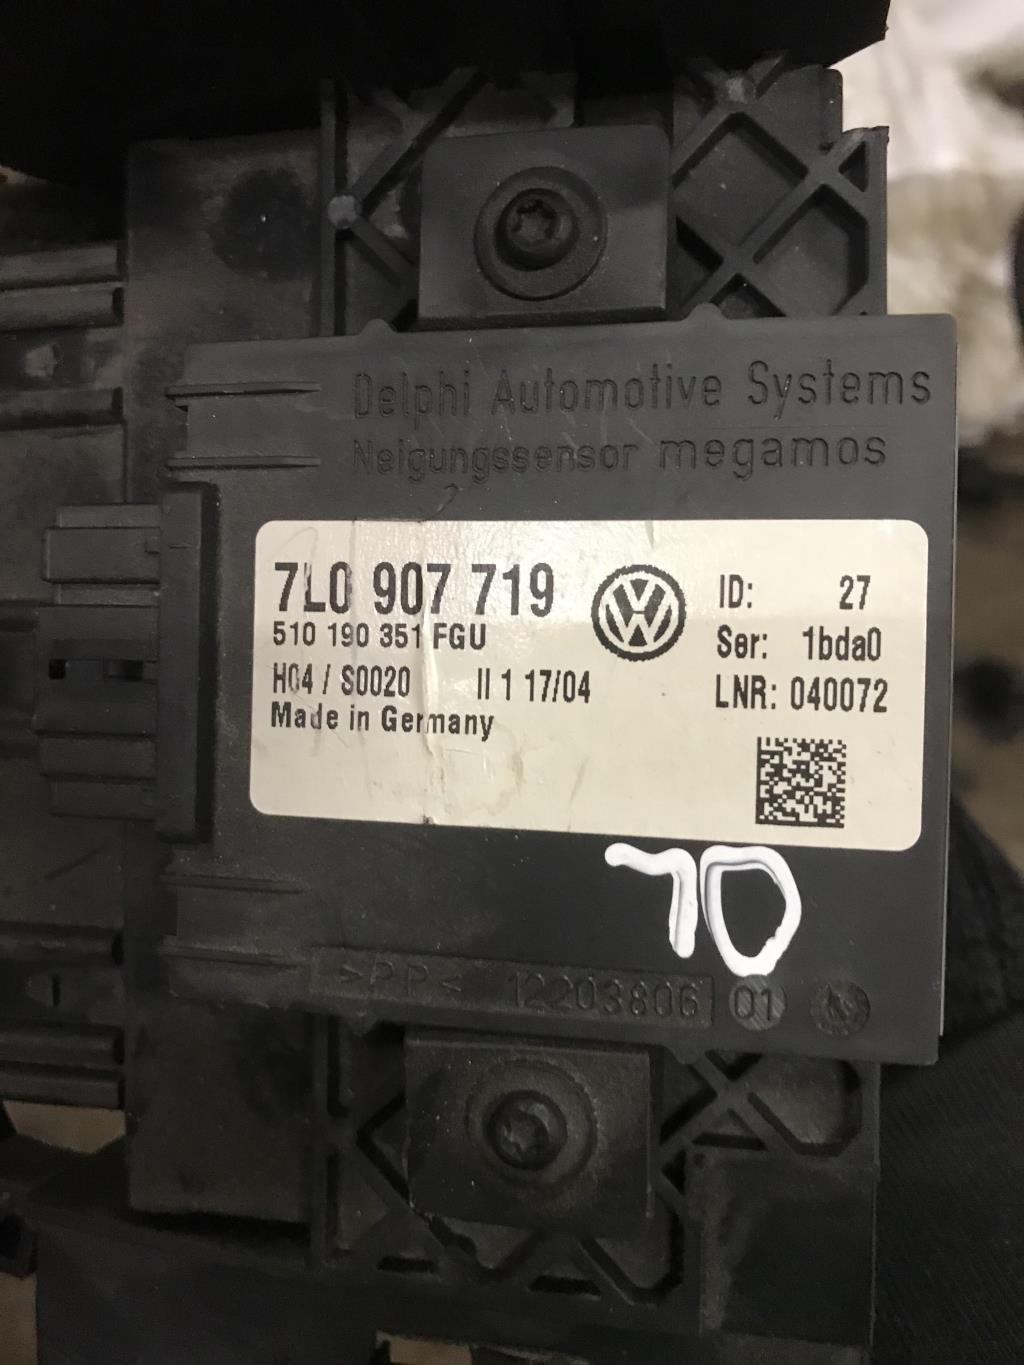 Delphi Automotive Systems
Neigungssensor megamos
7L0 907 719
510 190 351 FGU
H04 / S0020 II 1 17/04
Made in Germany
ID: 27
Ser: 1bda0
LNR: 040072
>PP< 12203806 01